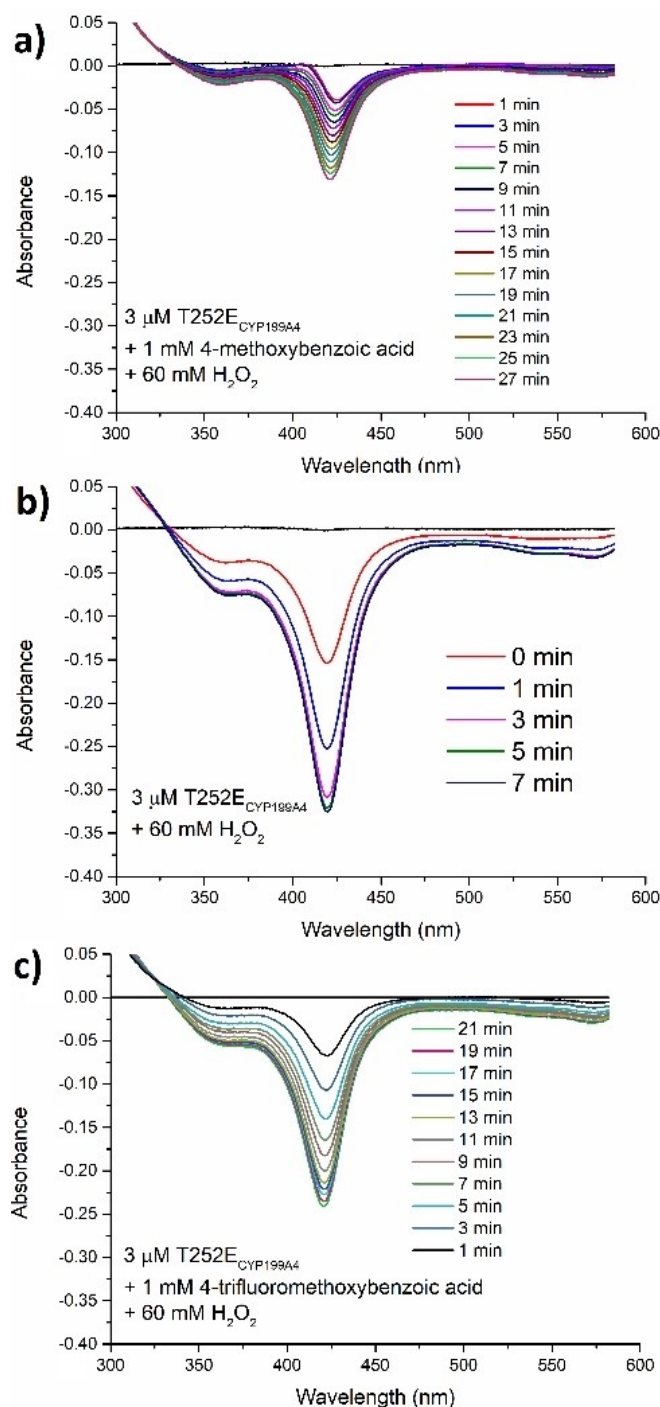 a)
0.05
0.00
-0.05
-0.10
-0.15
-0.20
-0.25
-0.30
-0.35
-0.40
Absorbance
1 min
3 min
5 min
7 min
9 min
11 min
13 min
15 min
17 min
19 min
21 min
23 min
25 min
27 min
3 μM T252E CYP199A4
+ 1 mM 4-methoxybenzoic acid
+ 60 mM H2O2
300 350 400 450 500 550 600
Wavelength (nm)
b)
0.05
0.00
-0.05
-0.10
-0.15
-0.20
-0.25
-0.30
-0.35
-0.40
Absorbance
0 min
1 min
3 min
5 min
7 min
3 μM T252E CYP199A4
+ 60 mM H2O2
300 350 400 450 500 550 600
Wavelength (nm)
c)
0.05
0.00
-0.05
-0.10
-0.15
-0.20
-0.25
-0.30
-0.35
-0.40
Absorbance
21 min
19 min
17 min
15 min
13 min
11 min
9 min
7 min
5 min
3 min
1 min
3 μM T252E CYP199A4
+ 1 mM 4-trifluoromethoxybenzoic acid
+ 60 mM H2O2
300 350 400 450 500 550 600
Wavelength (nm)